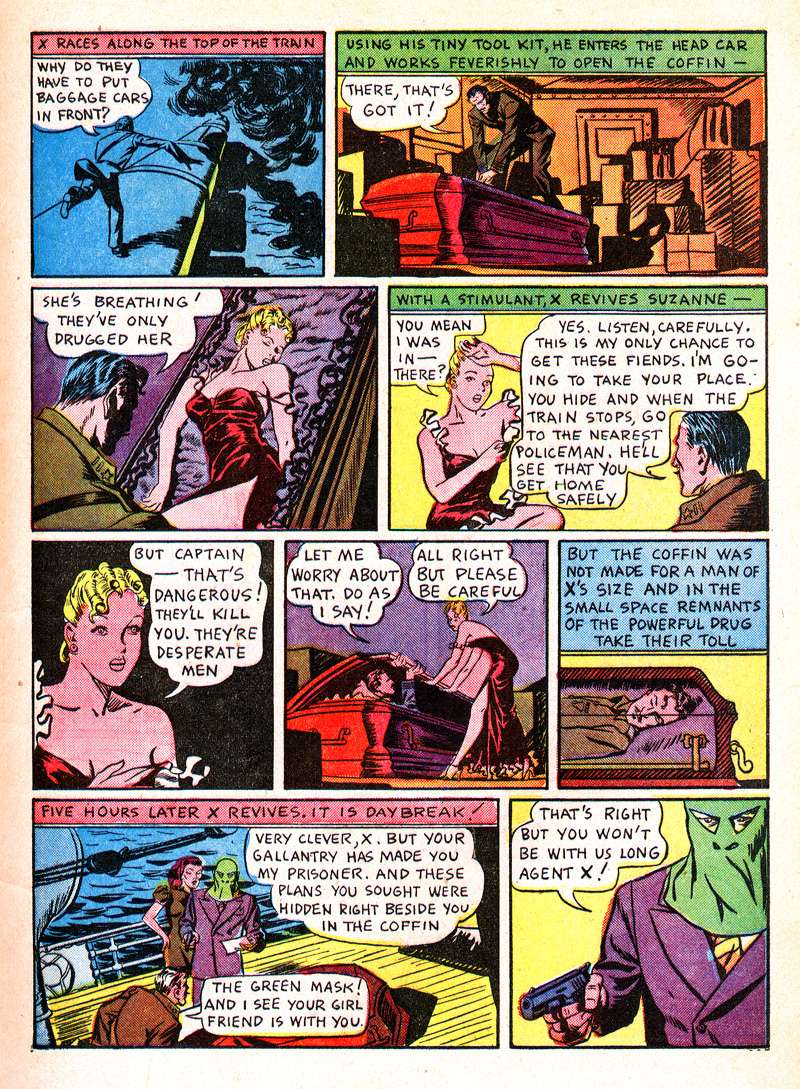 X RACES ALONG THE TOP OF THE TRAIN
WHY DO THEY
HAVE TO PUT
BAGGAGE CARS
IN FRONT?
USING HIS TINY TOOL KIT, HE ENTERS THE HEAD CAR
AND WORKS FEVERISHLY TO OPEN THE COFFIN —
THERE, THAT'S
GOT IT!
SHE'S BREATHING!
THEY'VE ONLY
DRUGGED HER
WITH A STIMULANT, X REVIVES SUZANNE —
YOU MEAN
I WAS
IN—
THERE?
YES. LISTEN, CAREFULLY.
THIS IS MY ONLY CHANCE TO
GET THESE FIENDS. I'M GO-
ING TO TAKE YOUR PLACE.
YOU HIDE AND WHEN THE
TRAIN STOPS, GO
TO THE NEAREST
POLICEMAN. HE'LL
SEE THAT YOU
GET HOME
SAFELY
BUT CAPTAIN
— THAT'S
DANGEROUS!
THEY'LL KILL
YOU. THEY'RE
DESPERATE
MEN
LET ME
WORRY ABOUT
THAT. DO AS
I SAY!
ALL RIGHT
BUT PLEASE
BE CAREFUL
BUT THE COFFIN WAS
NOT MADE FOR A MAN OF
X'S SIZE AND IN THE
SMALL SPACE REMNANTS
OF THE POWERFUL DRUG
TAKE THEIR TOLL
FIVE HOURS LATER X REVIVES. IT IS DAYBREAK!
VERY CLEVER, X. BUT YOUR
GALLANTRY HAS MADE YOU
MY PRISONER. AND THESE
PLANS YOU SOUGHT WERE
HIDDEN RIGHT BESIDE YOU
IN THE COFFIN
THE GREEN MASK!
AND I SEE YOUR GIRL
FRIEND IS WITH YOU.
THAT'S RIGHT
BUT YOU WON'T
BE WITH US LONG
AGENT X!